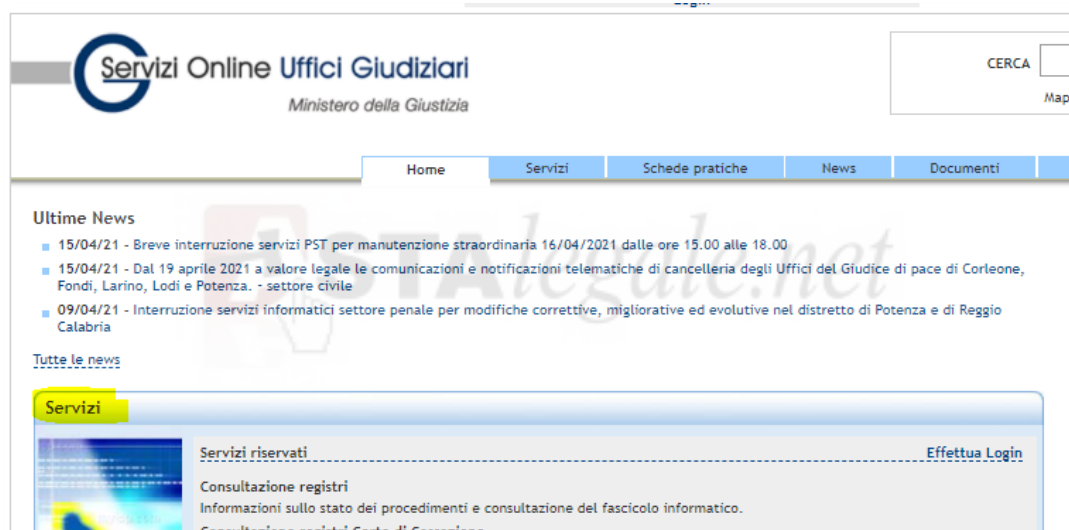 Login
Servizi Online Uffici Giudiziari
Ministero della Giustizia
CERCA
Map
Home Servizi Schede pratiche News Documenti
ASTAlegale.net
Ultime News
15/04/21 - Breve interruzione servizi PST per manutenzione straordinaria 16/04/2021 dalle ore 15.00 alle 18.00
15/04/21 - Dal 19 aprile 2021 a valore legale le comunicazioni e notificazioni telematiche di cancelleria degli Uffici del Giudice di pace di Corleone,
Fondi, Larino, Lodi e Potenza. - settore civile
09/04/21 - Interruzione servizi informatici settore penale per modifiche correttive, migliorative ed evolutive nel distretto di Potenza e di Reggio
Calabria
Tutte le news
Servizi
Servizi riservati Effettua Login
Consultazione registri
Informazioni sullo stato dei procedimenti e consultazione del fascicolo informatico.
Consultazione registri Corte di Cassazione